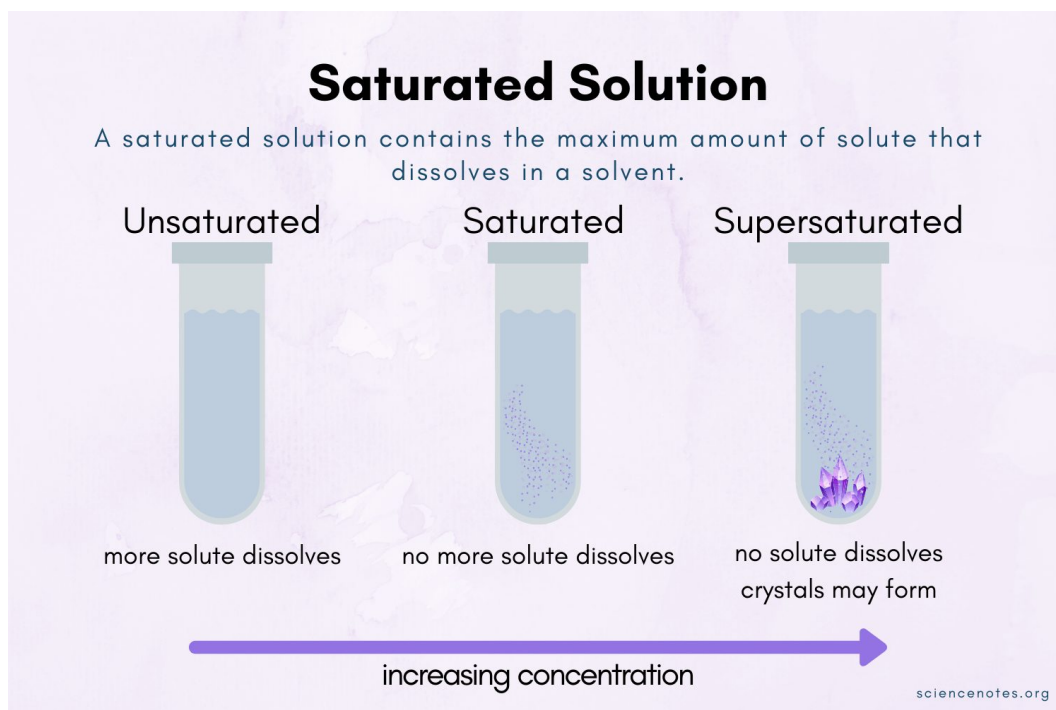 Saturated Solution
A saturated solution contains the maximum amount of solute that
dissolves in a solvent.
Unsaturated
Saturated
Supersaturated
more solute dissolves
no more solute dissolves
no solute dissolves
crystals may form
increasing concentration
sciencenotes.org